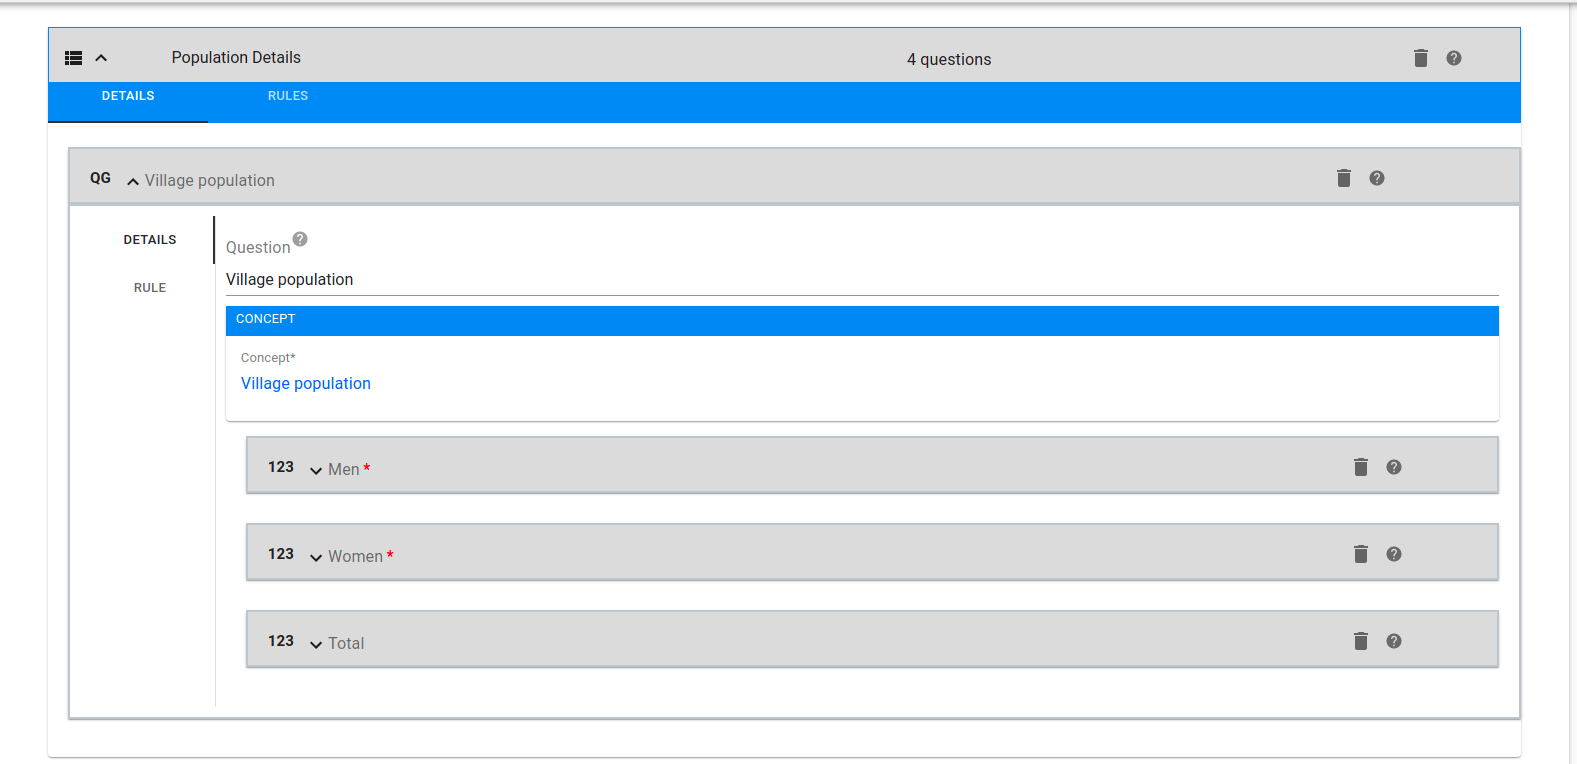 Population Details 4 questions
DETAILS RULES
QG Village population
DETAILS
RULE
Question
Village population
CONCEPT
Concept*
Village population
123 Men *
123 Women *
123 Total